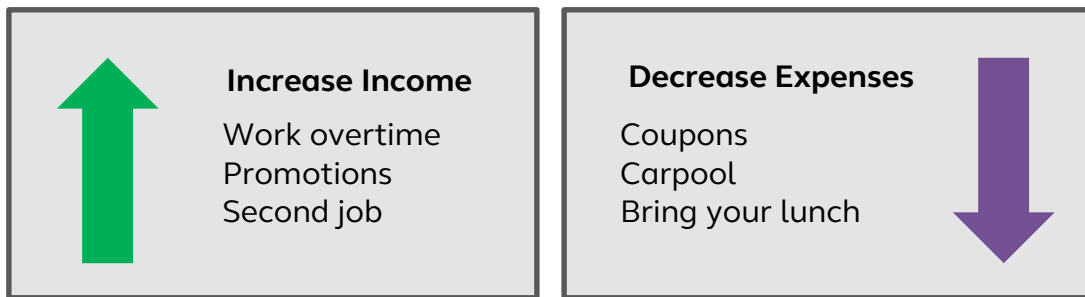 Increase Income
Work overtime
Promotions
Second job
Decrease Expenses
Coupons
Carpool
Bring your lunch